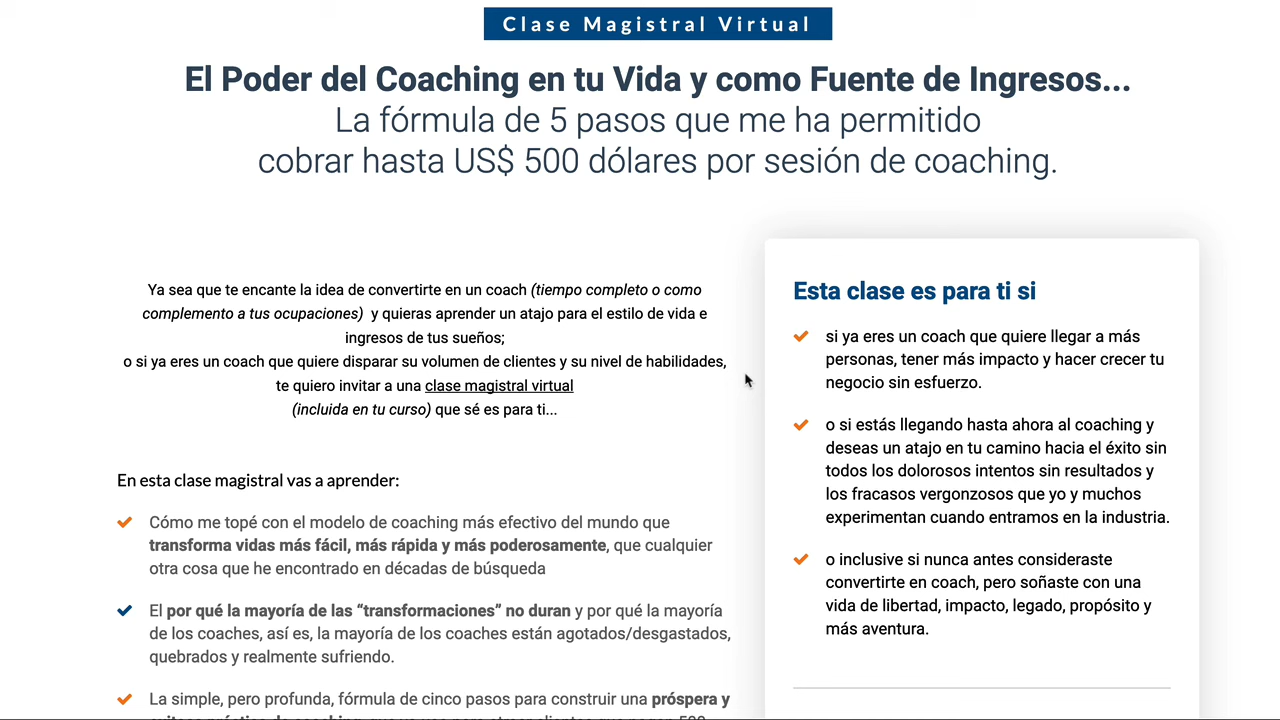 Clase Magistral Virtual
El Poder del Coaching en tu Vida y como Fuente de Ingresos...
La fórmula de 5 pasos que me ha permitido
cobrar hasta US$ 500 dólares por sesión de coaching.
Ya sea que te encante la idea de convertirte en un coach (tiempo completo o como
complemento a tus ocupaciones) y quieras aprender un atajo para el estilo de vida e
ingresos de tus sueños;
o si ya eres un coach que quiere disparar su volumen de clientes y su nivel de habilidades,
te quiero invitar a una clase magistral virtual
(incluida en tu curso) que sé es para ti...
En esta clase magistral vas a aprender:
Cómo me topé con el modelo de coaching más efectivo del mundo que
transforma vidas más fácil, más rápida y más poderosamente, que cualquier
otra cosa que he encontrado en décadas de búsqueda
El por qué la mayoría de las “transformaciones” no duran y por qué la mayoría
de los coaches, así es, la mayoría de los coaches están agotados/desgastados,
quebrados y realmente sufriendo.
La simple, pero profunda, fórmula de cinco pasos para construir una próspera y
Esta clase es para ti si
si ya eres un coach que quiere llegar a más
personas, tener más impacto y hacer crecer tu
negocio sin esfuerzo.
o si estás llegando hasta ahora al coaching y
deseas un atajo en tu camino hacia el éxito sin
todos los dolorosos intentos sin resultados y
los fracasos vergonzosos que yo y muchos
experimentan cuando entramos en la industria.
o inclusive si nunca antes consideraste
convertirte en coach, pero soñaste con una
vida de libertad, impacto, legado, propósito y
más aventura.